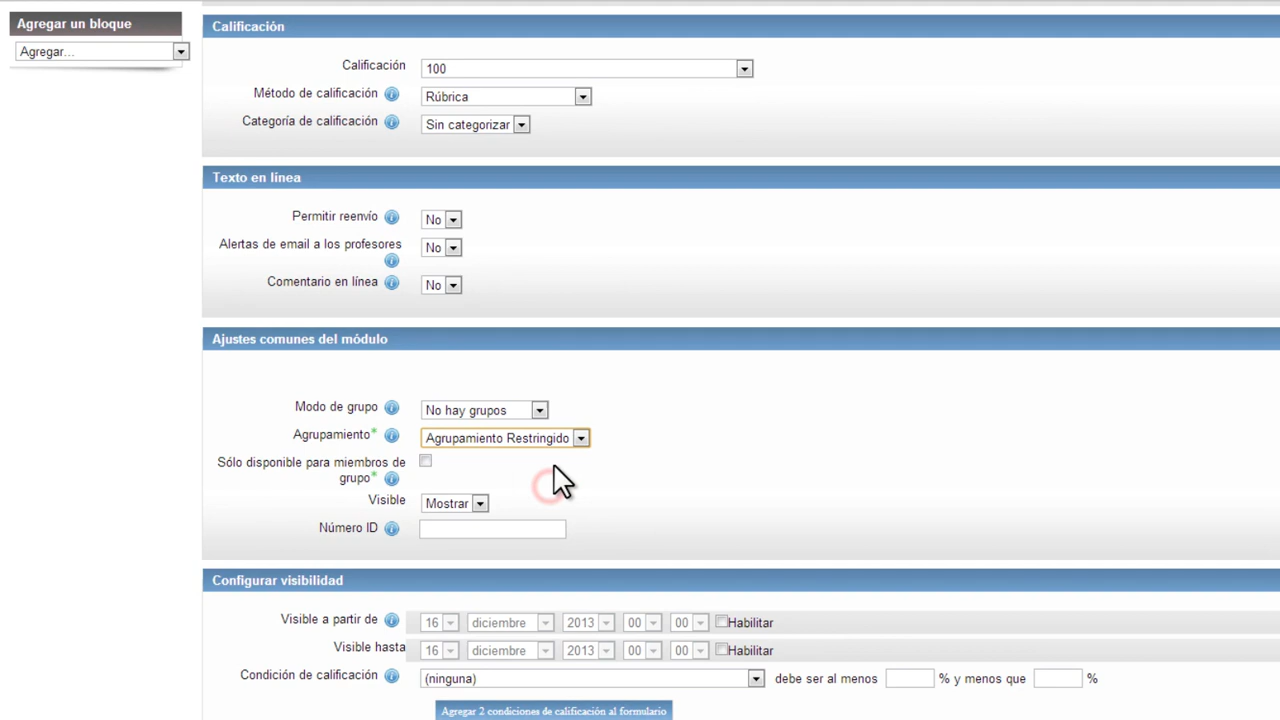 Agregar un bloque
Agregar...
Calificación
Calificación 100
Método de calificación Rúbrica
Categoría de calificación Sin categorizar
Texto en línea
Permitir reenvío No
Alertas de email a los profesores No
Comentario en línea No
Ajustes comunes del módulo
Modo de grupo No hay grupos
Agrupamiento* Agrupamiento Restringido
Sólo disponible para miembros de
grupo*
Visible Mostrar
Número ID
Configurar visibilidad
Visible a partir de 16 diciembre 2013 00 00 Habilitar
Visible hasta 16 diciembre 2013 00 00 Habilitar
Condición de calificación (ninguna) debe ser al menos % y menos que %
Agregar 2 condiciones de calificación al formulario